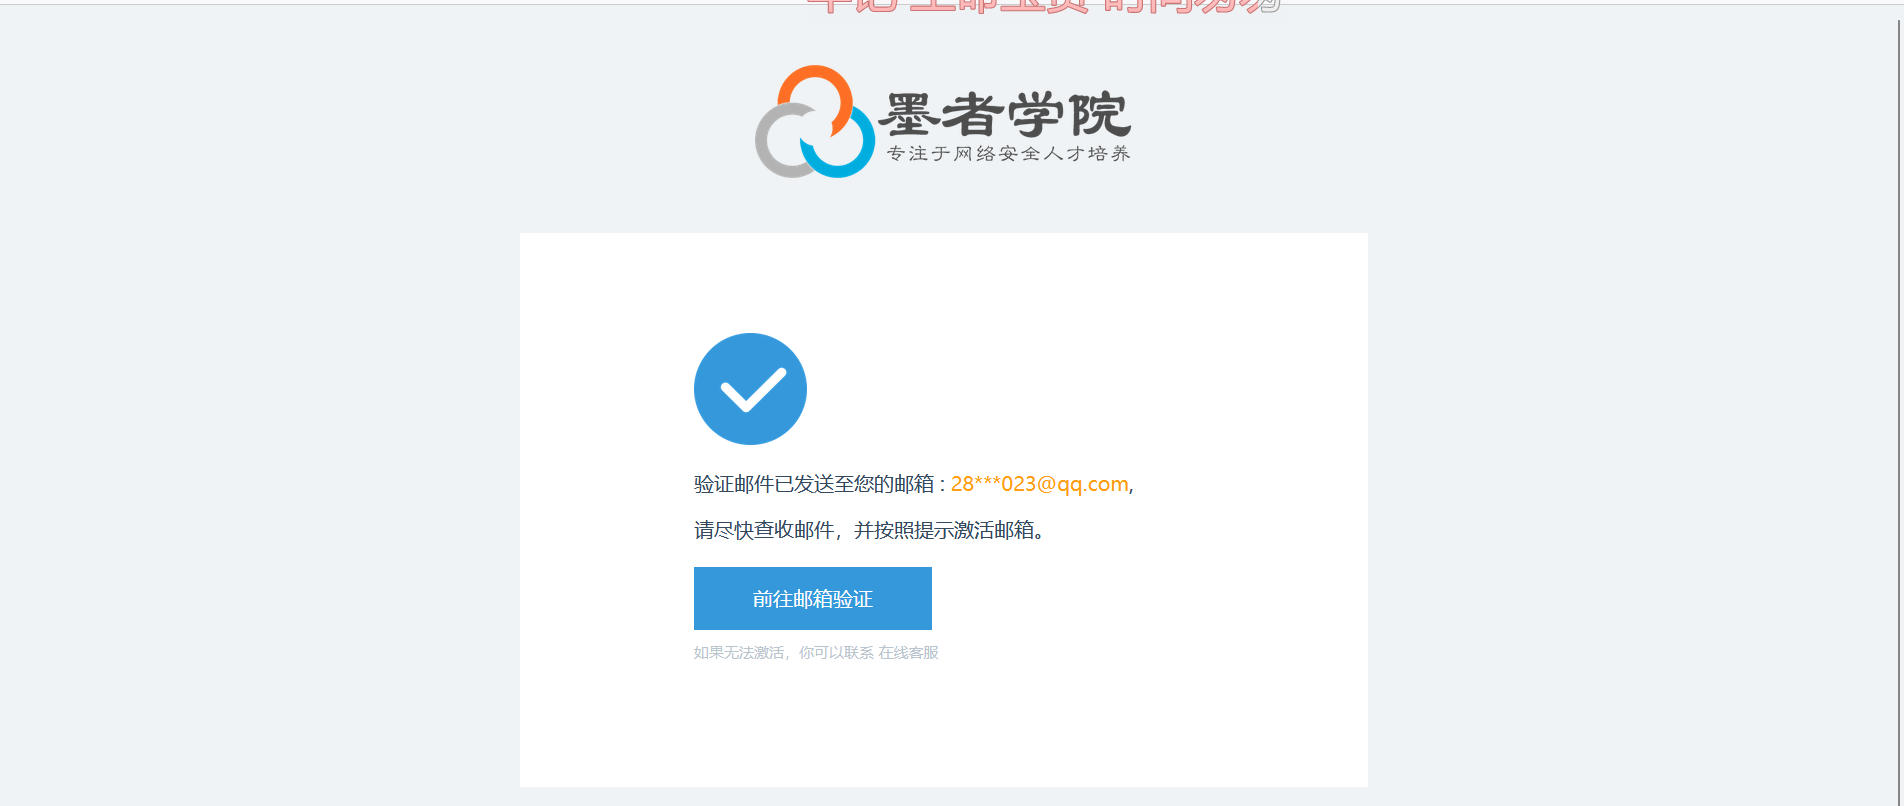 墨者学院
专注于网络安全人才培养
验证邮件已发送至您的邮箱 : 28***023@qq.com,
请尽快查收邮件，并按照提示激活邮箱。
前往邮箱验证
如果无法激活，你可以联系 在线客服